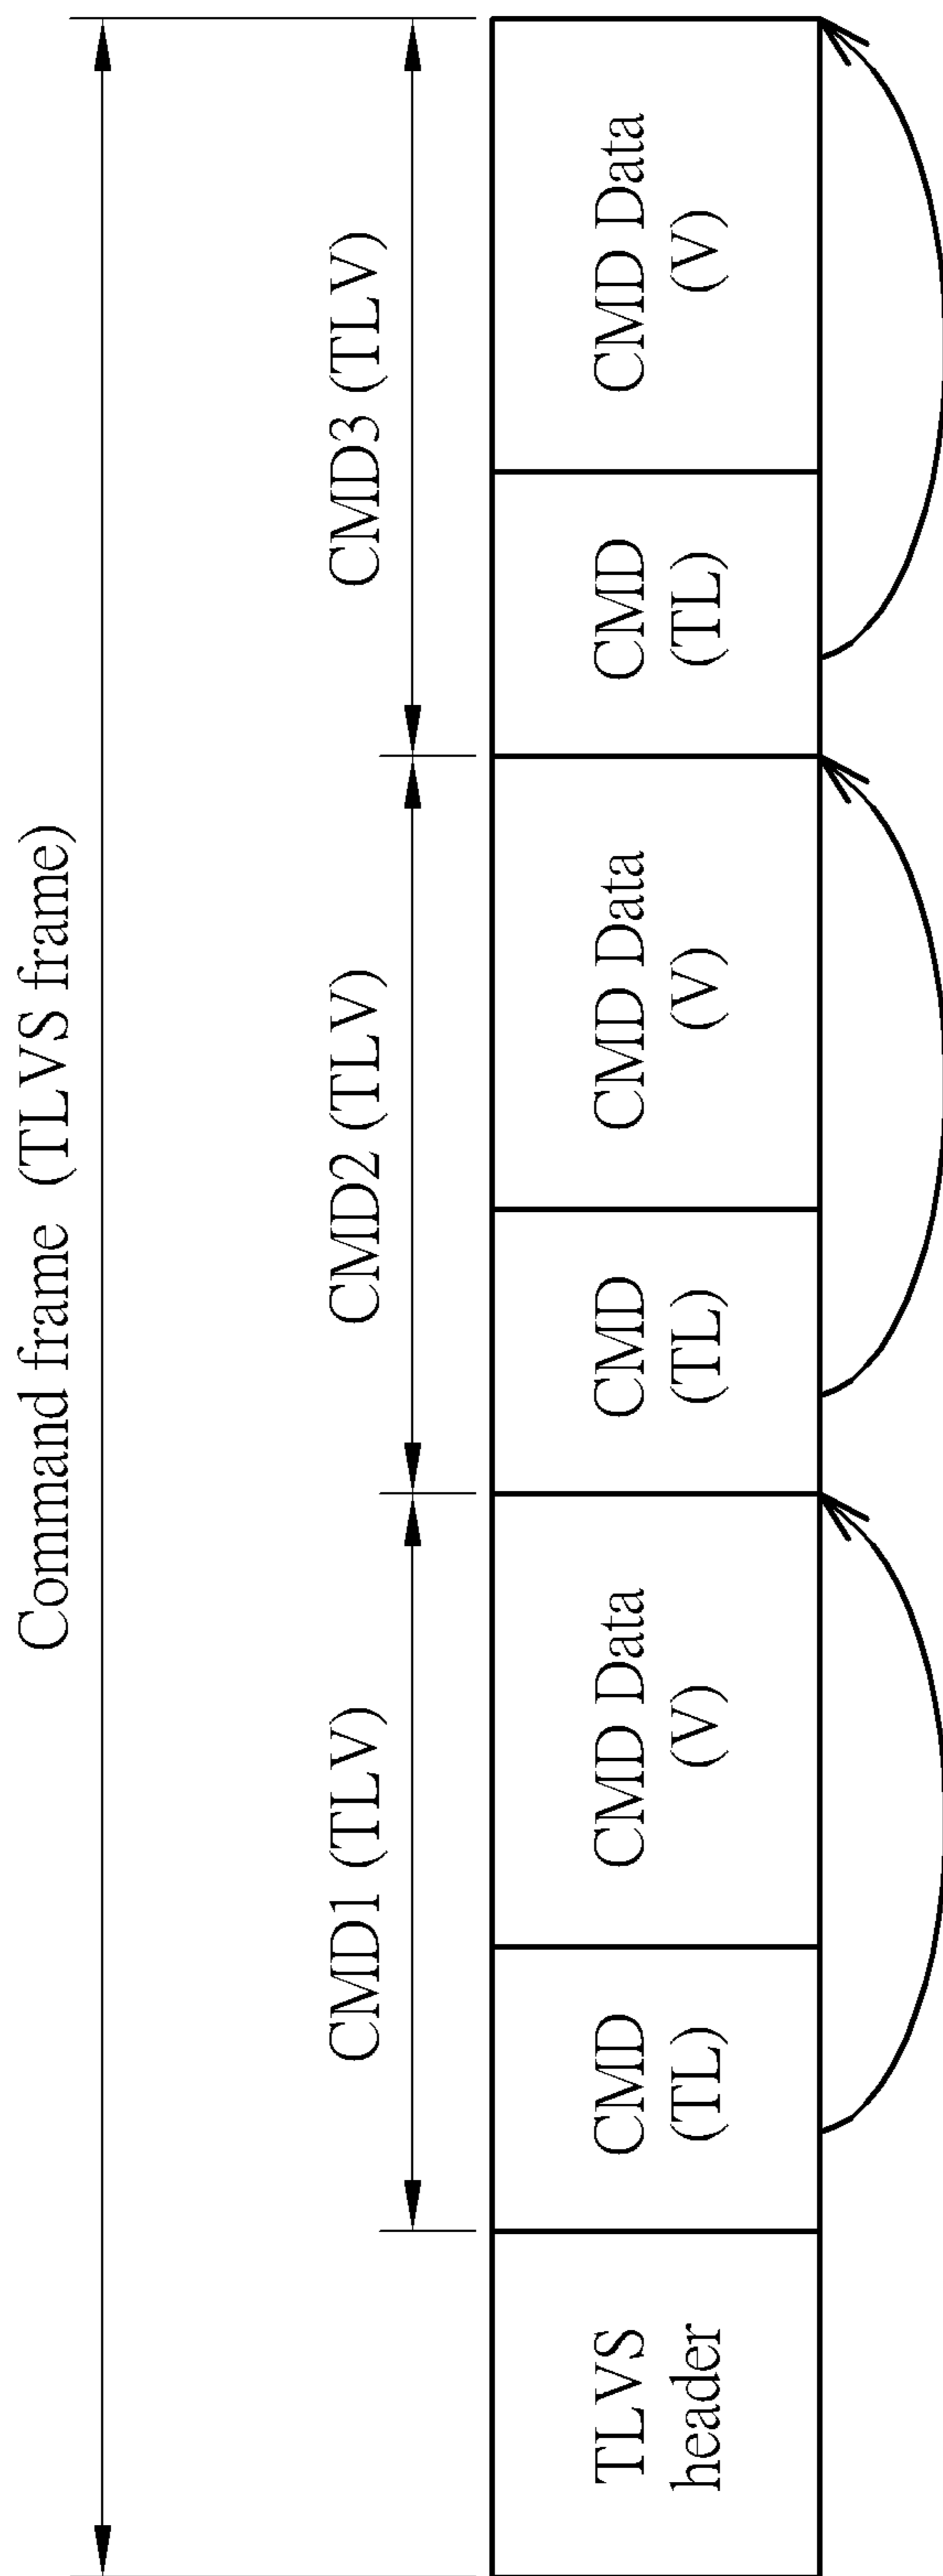 Command frame (TLVS frame)
CMD1 (TLV)
CMD2 (TLV)
CMD3 (TLV)
TLVS
header
CMD
(TL)
CMD Data
(V)
CMD
(TL)
CMD Data
(V)
CMD
(TL)
CMD Data
(V)